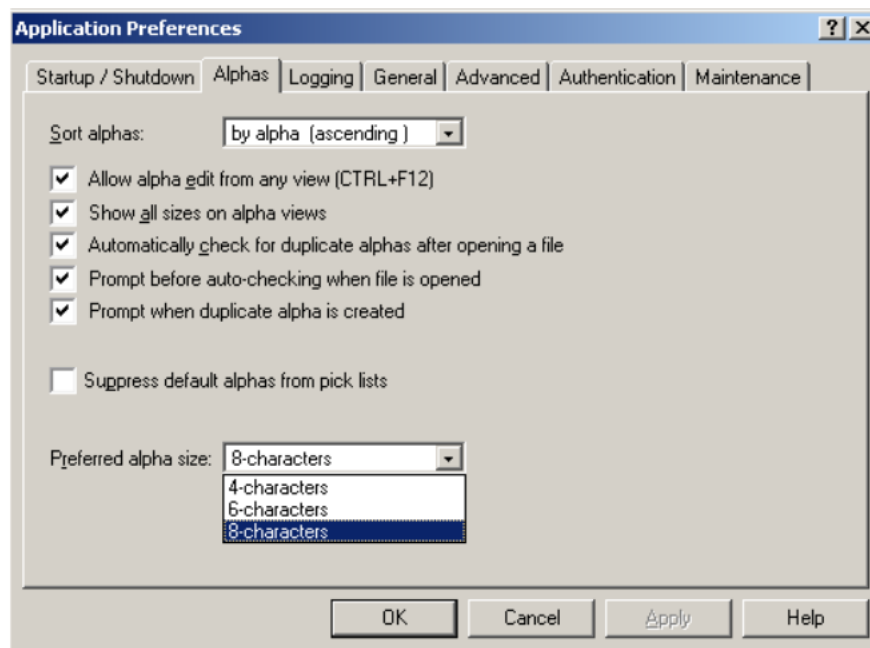 Application Preferences
Startup / Shutdown Alphas Logging General Advanced Authentication Maintenance
Sort alphas: by alpha (ascending )
Allow alpha edit from any view (CTRL+F12)
Show all sizes on alpha views
Automatically check for duplicate alphas after opening a file
Prompt before auto-checking when file is opened
Prompt when duplicate alpha is created
Suppress default alphas from pick lists
Preferred alpha size: 8-characters
4-characters
6-characters
8-characters
OK Cancel Apply Help